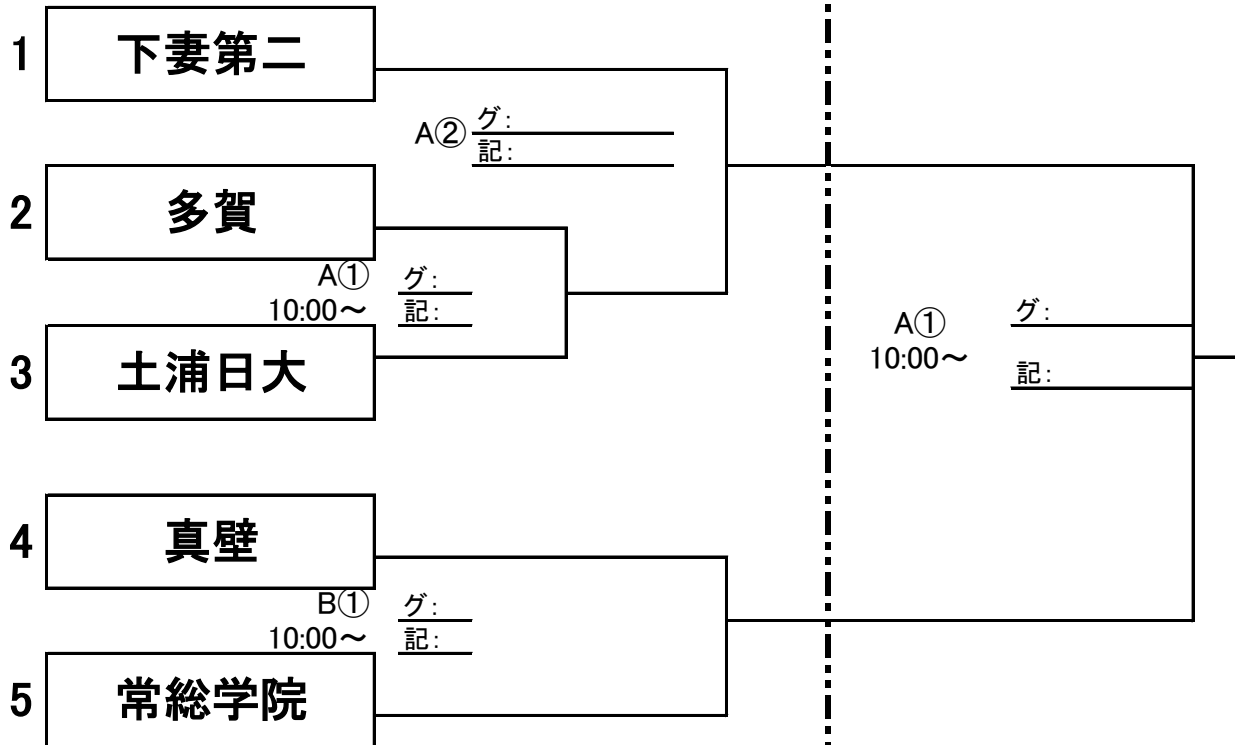 1 下妻第二
A② グ:
記:
2 多賀
A① グ:
10:00～ 記:
3 土浦日大
A① グ:
10:00～ 記:
4 真壁
B① グ:
10:00～ 記:
5 常総学院